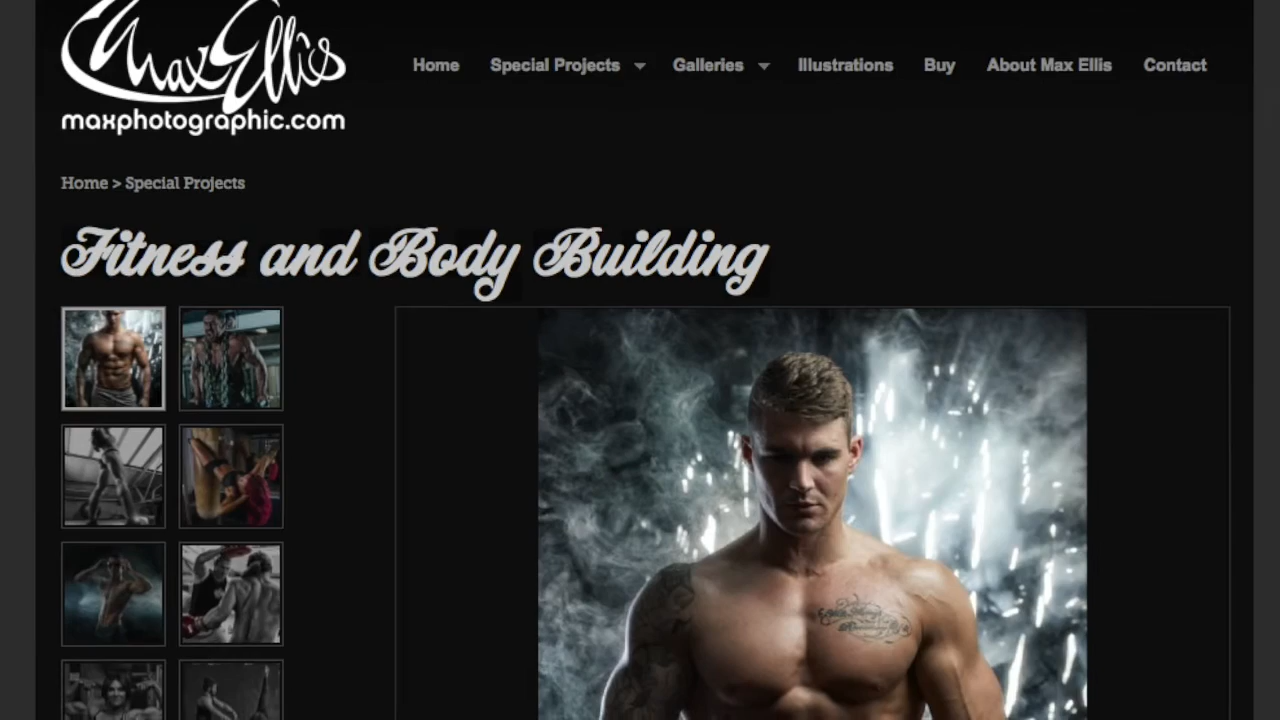 Max Ellis
maxphotographic.com
Home
Special Projects
Galleries
Illustrations
Buy
About Max Ellis
Contact
Home > Special Projects
Fitness and Body Building